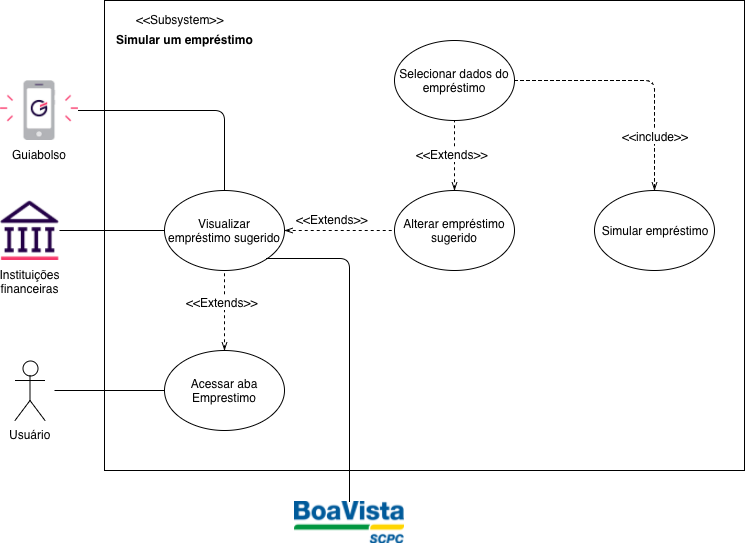 <<Subsystem>>
Simular um empréstimo
Selecionar dados do
empréstimo
<<Extends>>
<<include>>
Guiabolso
Visualizar
empréstimo sugerido
<<Extends>>
Alterar empréstimo
sugerido
Simular empréstimo
Instituições
financeiras
<<Extends>>
Acessar aba
Emprestimo
Usuário
BoaVista
SCPC